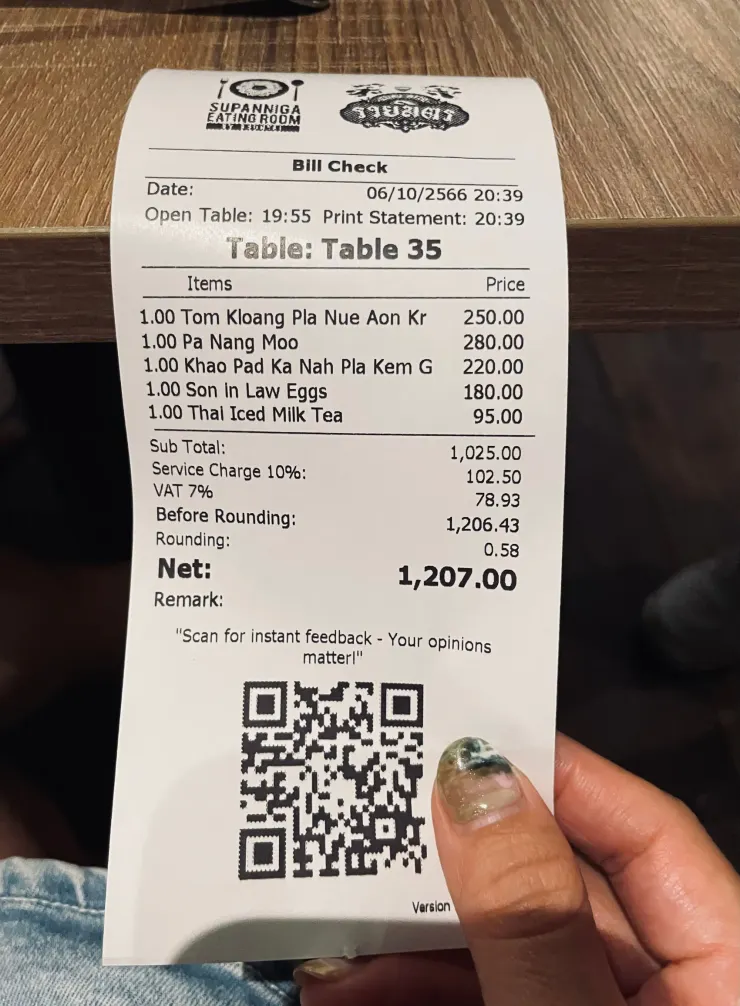 SUPANNIGA
EATING ROOM
Bill Check
Date: 06/10/2566 20:39
Open Table: 19:55 Print Statement: 20:39
Table: Table 35
Items Price
1.00 Tom Kloang Pla Nue Aon Kr 250.00
1.00 Pa Nang Moo 280.00
1.00 Khao Pad Ka Nah Pla Kem G 220.00
1.00 Son in Law Eggs 180.00
1.00 Thai Iced Milk Tea 95.00
Sub Total: 1,025.00
Service Charge 10%: 102.50
VAT 7% 78.93
Before Rounding: 1,206.43
Rounding: 0.58
Net: 1,207.00
Remark:
"Scan for instant feedback - Your opinions
matter!"
Version